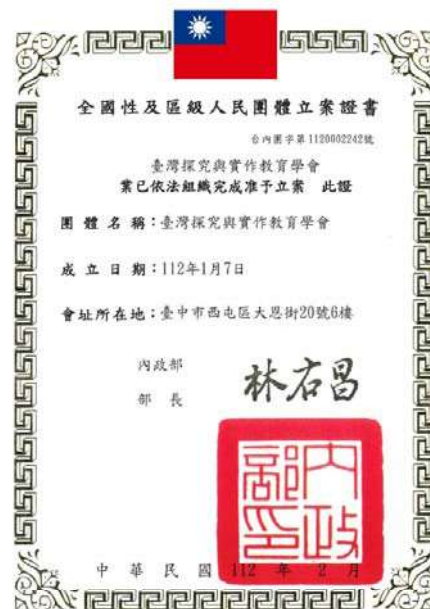 全國性及區級人民團體立案證書
台內團字第1120002242號
臺灣探究與實作教育學會
業已依法組織完成准予立案 此證
團體名稱：臺灣探究與實作教育學會
成立日期：112年1月7日
會址所在地：臺中市西屯區大恩街20號6樓
內政部
部長
林右昌
內政部印
中華民國 112 年 2 月